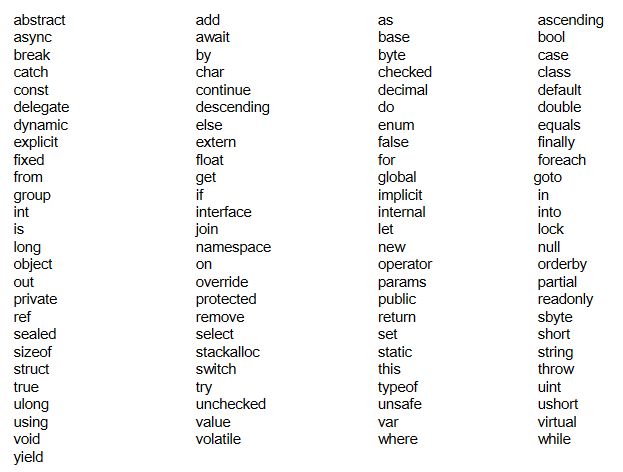 abstract add as ascending
async await base bool
break by byte case
catch char checked class
const continue decimal default
delegate descending do double
dynamic else enum equals
explicit extern false finally
fixed float for foreach
from get global goto
group if implicit in
int interface internal into
is join let lock
long namespace new null
object on operator orderby
out override params partial
private protected public readonly
ref remove return sbyte
sealed select set short
sizeof stackalloc static string
struct switch this throw
true try typeof uint
ulong unchecked unsafe ushort
using value var virtual
void volatile where while
yield